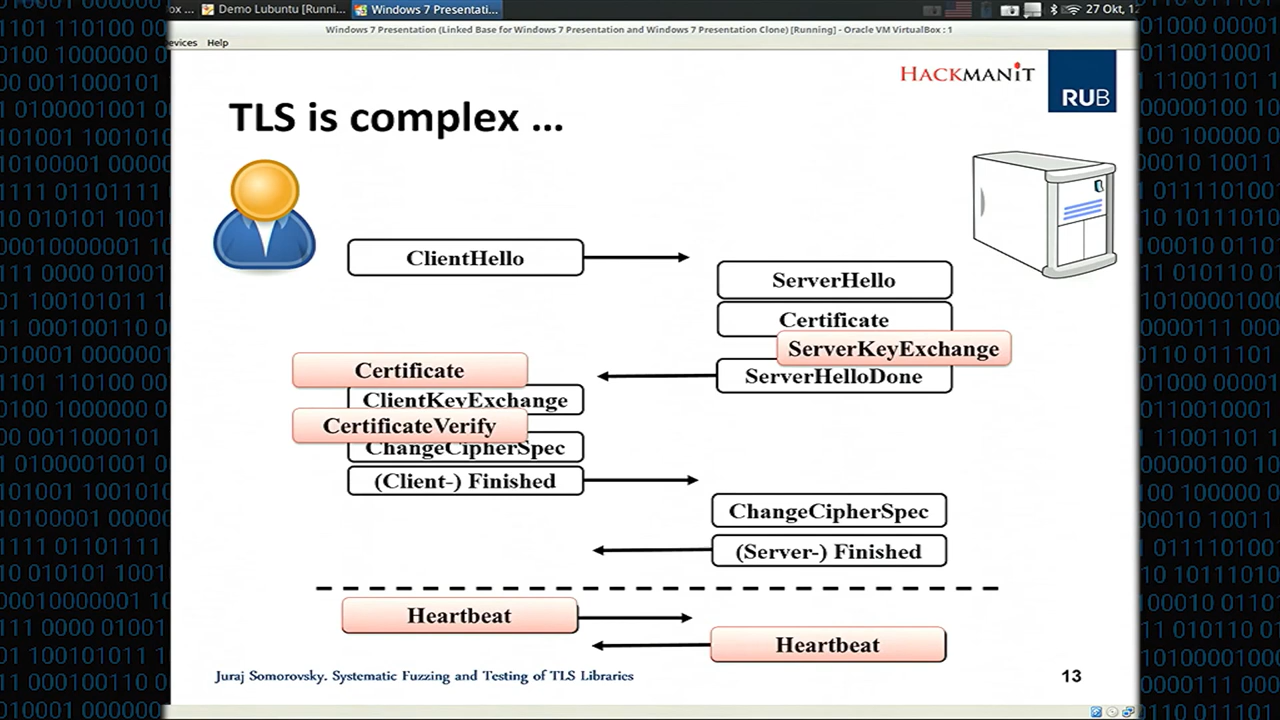 ox ...
Demo Lubuntu [Runni...
Windows 7 Presentati...
27 Okt, 1
Windows 7 Presentation (Linked Base for Windows 7 Presentation and Windows 7 Presentation Clone) [Running] - Oracle VM VirtualBox : 1
evices Help
HACKMANIT
RUB
TLS is complex ...
ClientHello
ServerHello
Certificate
ServerKeyExchange
ServerHelloDone
Certificate
ClientKeyExchange
CertificateVerify
ChangeCipherSpec
(Client-) Finished
ChangeCipherSpec
(Server-) Finished
Heartbeat
Heartbeat
Juraj Somorovsky. Systematic Fuzzing and Testing of TLS Libraries
13